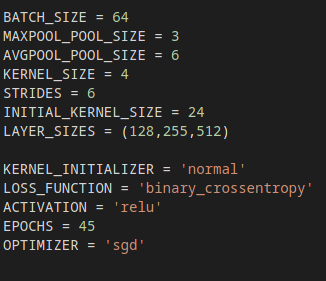 BATCH_SIZE = 64
MAXPOOL_POOL_SIZE = 3
AVGPOOL_POOL_SIZE = 6
KERNEL_SIZE = 4
STRIDES = 6
INITIAL_KERNEL_SIZE = 24
LAYER_SIZES = (128,255,512)
KERNEL_INITIALIZER = 'normal'
LOSS_FUNCTION = 'binary_crossentropy'
ACTIVATION = 'relu'
EPOCHS = 45
OPTIMIZER = 'sgd'